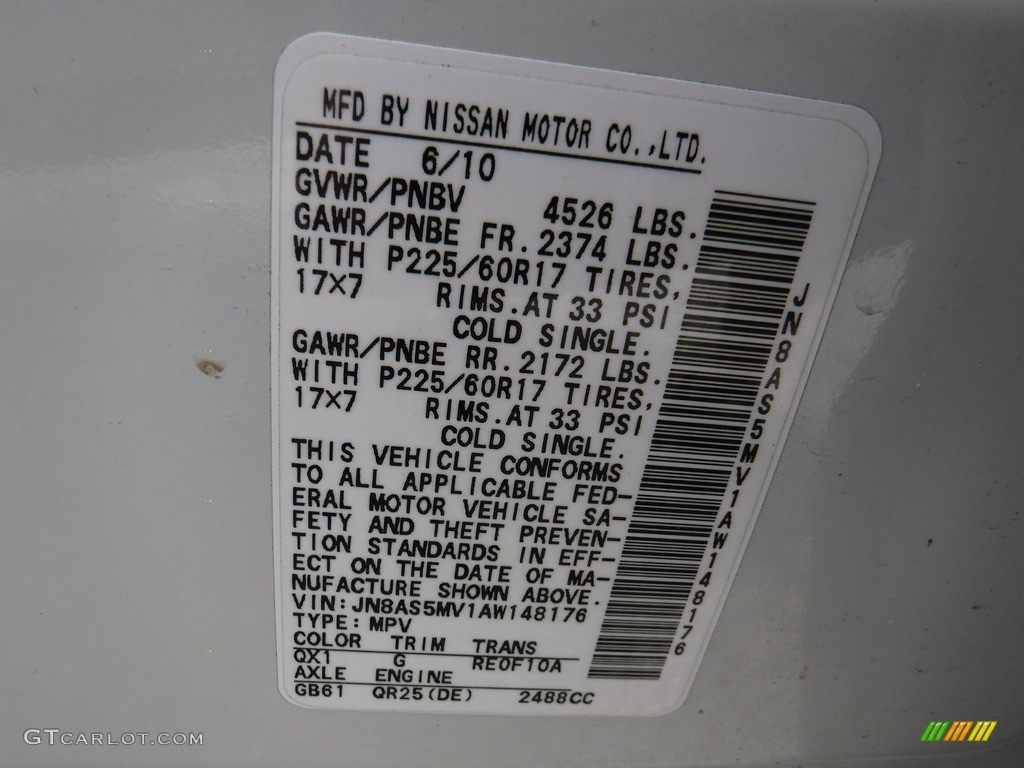 MFD BY NISSAN MOTOR CO.,LTD.
DATE 6/10
GVWR/PNBV 4526 LBS.
GAWR/PNBE FR.2374 LBS.
WITH P225/60R17 TIRES,
17X7 RIMS.AT 33 PSI
COLD SINGLE.
GAWR/PNBE RR.2172 LBS.
WITH P225/60R17 TIRES,
17X7 RIMS.AT 33 PSI
COLD SINGLE.
THIS VEHICLE CONFORMS
TO ALL APPLICABLE FED-
ERAL MOTOR VEHICLE SA-
FETY AND THEFT PREVEN-
TION STANDARDS IN EFF-
ECT ON THE DATE OF MA-
NUFACTURE SHOWN ABOVE.
VIN:JN8AS5MV1AW148176
TYPE:MPV
COLOR TRIM TRANS
QX1 G RE0F10A
AXLE ENGINE
GB61 QR25(DE) 2488CC
JN8AS5MV1AW148176
GTCARLOT.COM